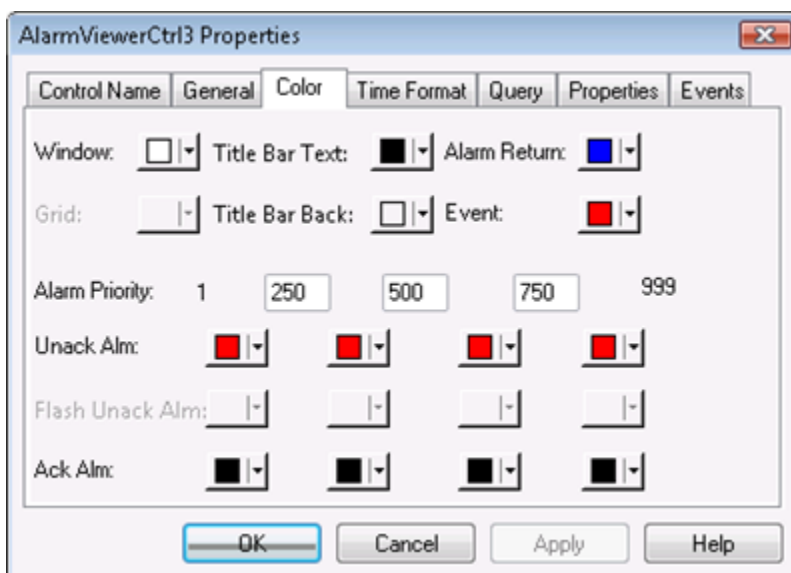 AlarmViewerCtrl3 Properties
Control Name General Color Time Format Query Properties Events
Window: Title Bar Text: Alarm Return:
Grid: Title Bar Back: Event:
Alarm Priority: 1 250 500 750 999
Unack Alm:
Flash Unack Alm:
Ack Alm:
OK Cancel Apply Help